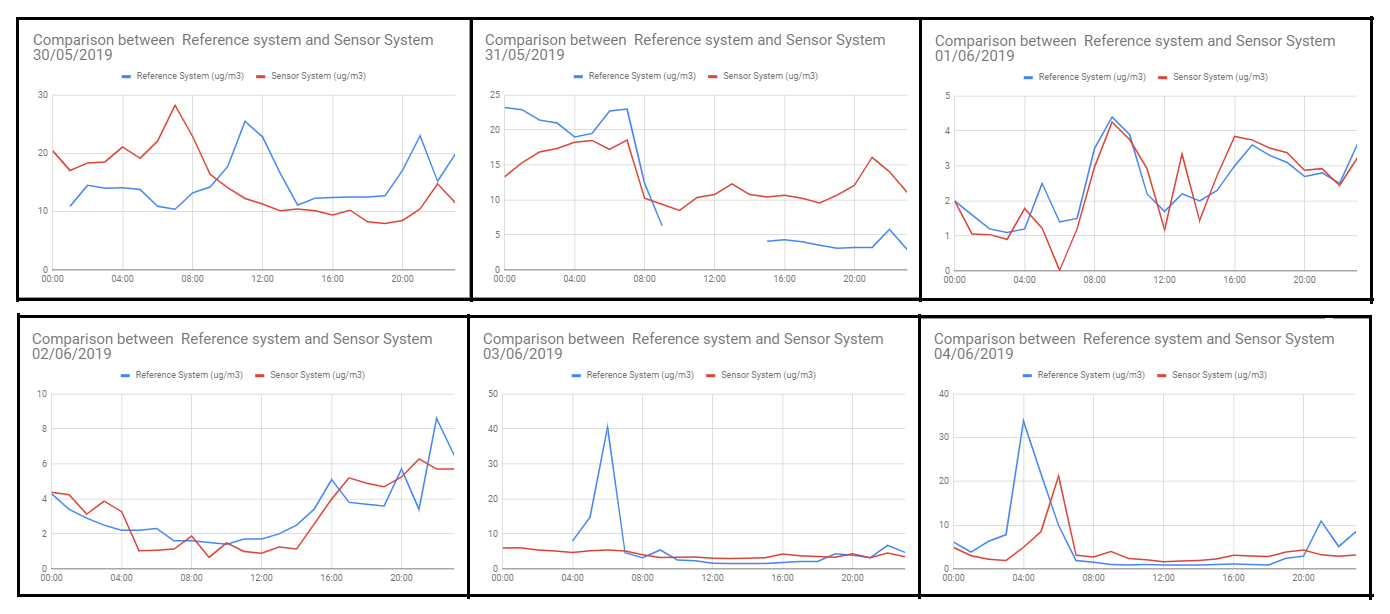 Comparison between  Reference system and Sensor System
30/05/2019
Reference System (ug/m3) Sensor System (ug/m3)
30
20
10
0
00:00 04:00 08:00 12:00 16:00 20:00
Comparison between  Reference system and Sensor System
31/05/2019
Reference System (ug/m3) Sensor System (ug/m3)
25
20
15
10
5
0
00:00 04:00 08:00 12:00 16:00 20:00
Comparison between  Reference system and Sensor System
01/06/2019
Reference System (ug/m3) Sensor System (ug/m3)
5
4
3
2
1
0
00:00 04:00 08:00 12:00 16:00 20:00
Comparison between  Reference system and Sensor System
02/06/2019
Reference System (ug/m3) Sensor System (ug/m3)
10
8
6
4
2
0
00:00 04:00 08:00 12:00 16:00 20:00
Comparison between  Reference system and Sensor System
03/06/2019
Reference System (ug/m3) Sensor System (ug/m3)
50
40
30
20
10
0
00:00 04:00 08:00 12:00 16:00 20:00
Comparison between  Reference system and Sensor System
04/06/2019
Reference System (ug/m3) Sensor System (ug/m3)
40
30
20
10
0
00:00 04:00 08:00 12:00 16:00 20:00